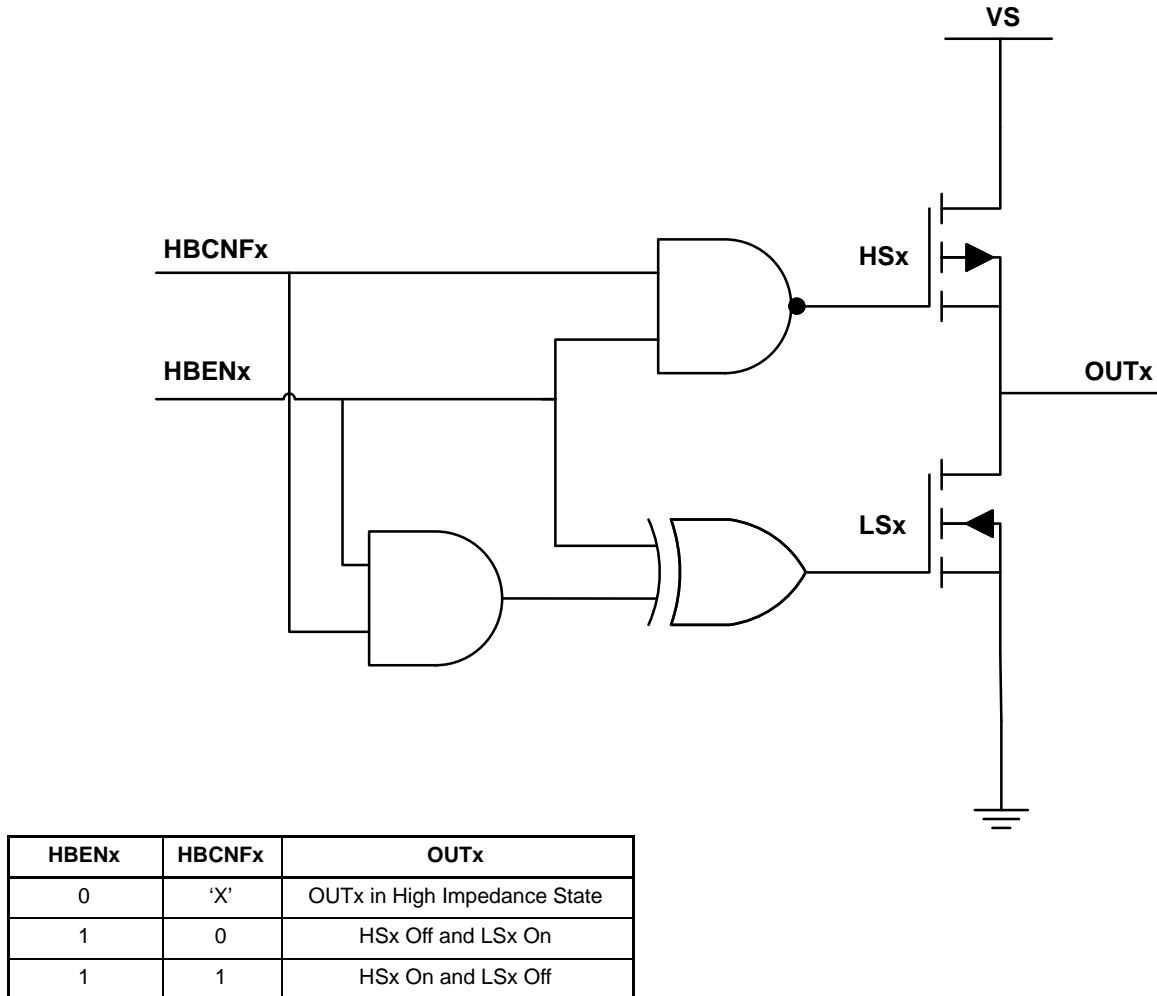 VS
HBCNFx
HSx
HBENx
OUTx
LSx
HBENx HBCNFx OUTx
0 ‘X’ OUTx in High Impedance State
1 0 HSx Off and LSx On
1 1 HSx On and LSx Off